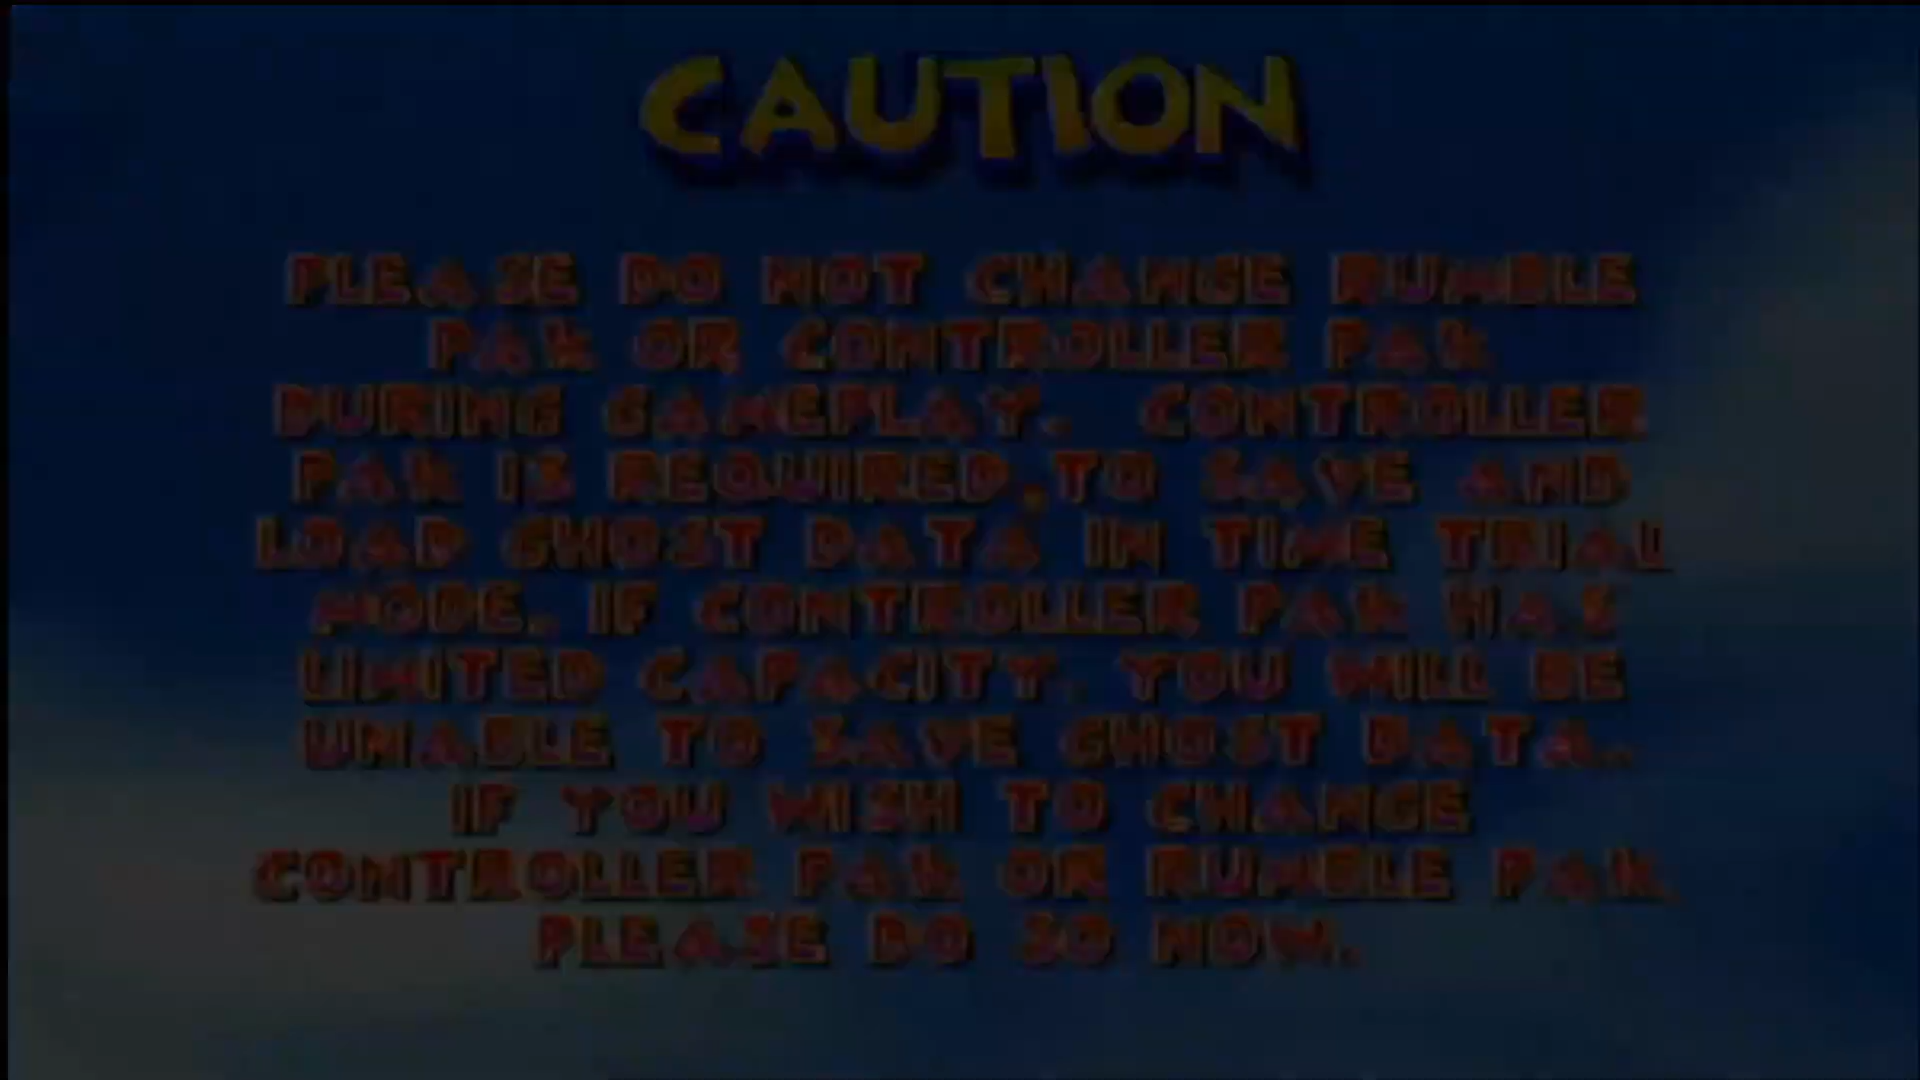 CAUTION
PLEASE DO NOT CHANGE RUMBLE
PAK OR CONTROLLER PAK
DURING GAMEPLAY. CONTROLLER
PAK IS REQUIRED TO SAVE AND
LOAD GHOST DATA IN TIME TRIAL
MODE. IF CONTROLLER PAK HAS
LIMITED CAPACITY, YOU WILL BE
UNABLE TO SAVE GHOST DATA.
IF YOU WISH TO CHANGE
CONTROLLER PAK OR RUMBLE PAK,
PLEASE DO SO NOW.